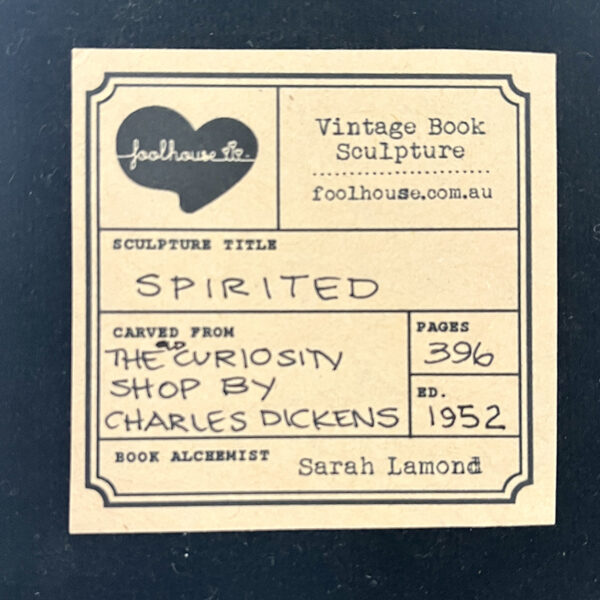 foolhouse
Vintage Book
Sculpture
foolhouse.com.au
SCULPTURE TITLE
SPIRITED
CARVED FROM
THE OLD CURIOSITY
SHOP BY
CHARLES DICKENS
PAGES
396
ED.
1952
BOOK ALCHEMIST
Sarah Lamond